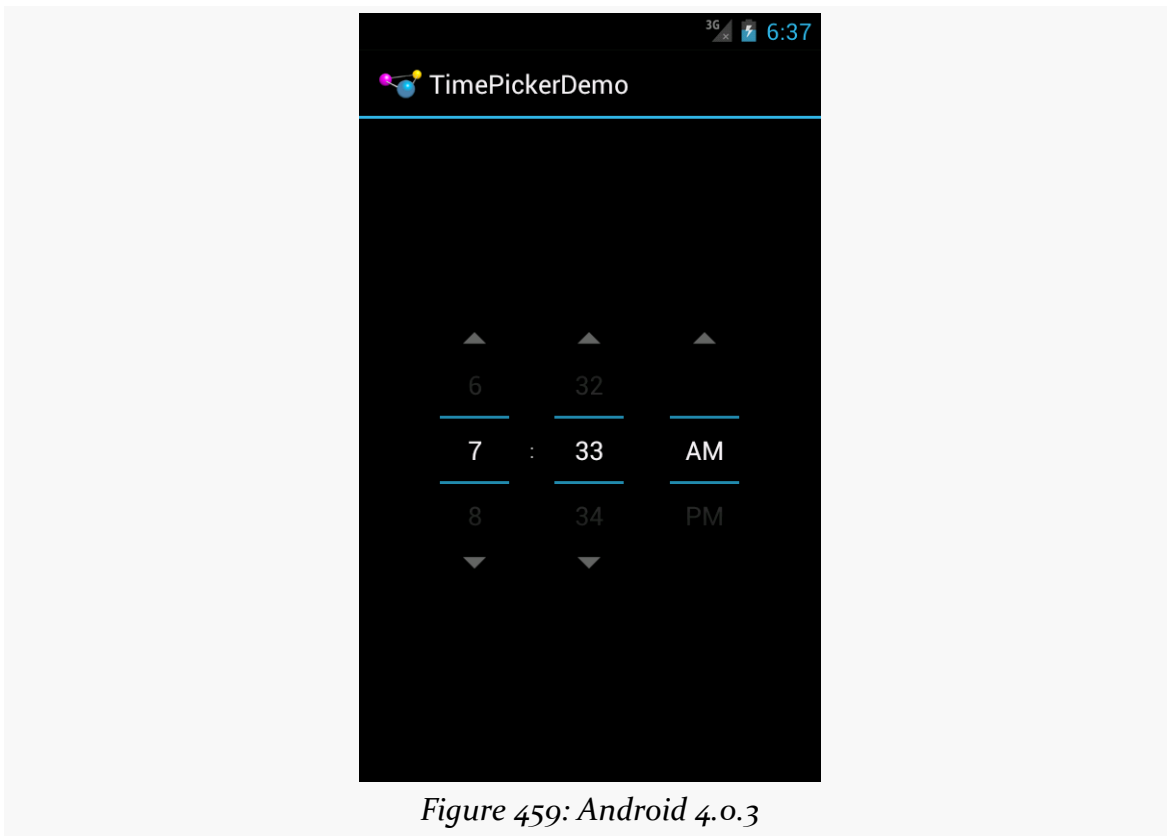 3G 6:37
TimePickerDemo
6 32
7 : 33 AM
8 34 PM
Figure 459: Android 4.0.3